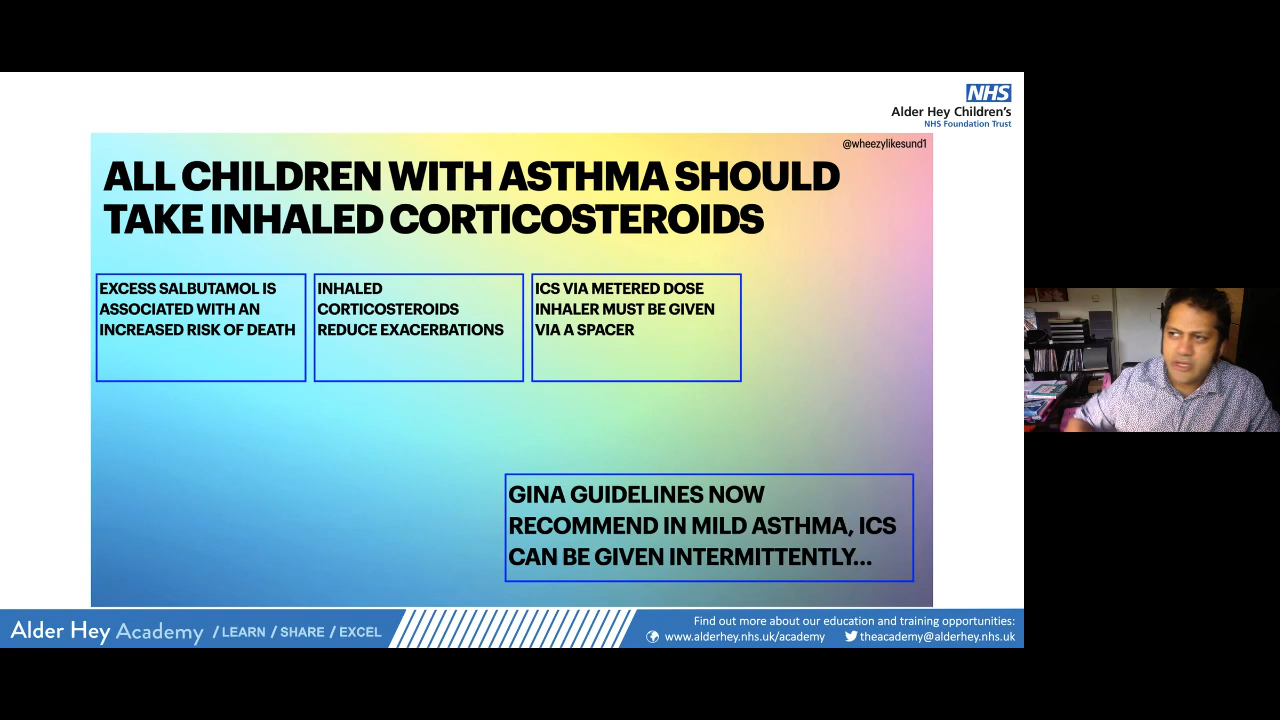 NHS
Alder Hey Children's
NHS Foundation Trust
@wheezylikesund1
ALL CHILDREN WITH ASTHMA SHOULD
TAKE INHALED CORTICOSTEROIDS
EXCESS SALBUTAMOL IS
ASSOCIATED WITH AN
INCREASED RISK OF DEATH
INHALED
CORTICOSTEROIDS
REDUCE EXACERBATIONS
ICS VIA METERED DOSE
INHALER MUST BE GIVEN
VIA A SPACER
GINA GUIDELINES NOW
RECOMMEND IN MILD ASTHMA, ICS
CAN BE GIVEN INTERMITTENTLY...
Alder Hey Academy / LEARN / SHARE / EXCEL
Find out more about our education and training opportunities:
www.alderhey.nhs.uk/academy theacademy@alderhey.nhs.uk